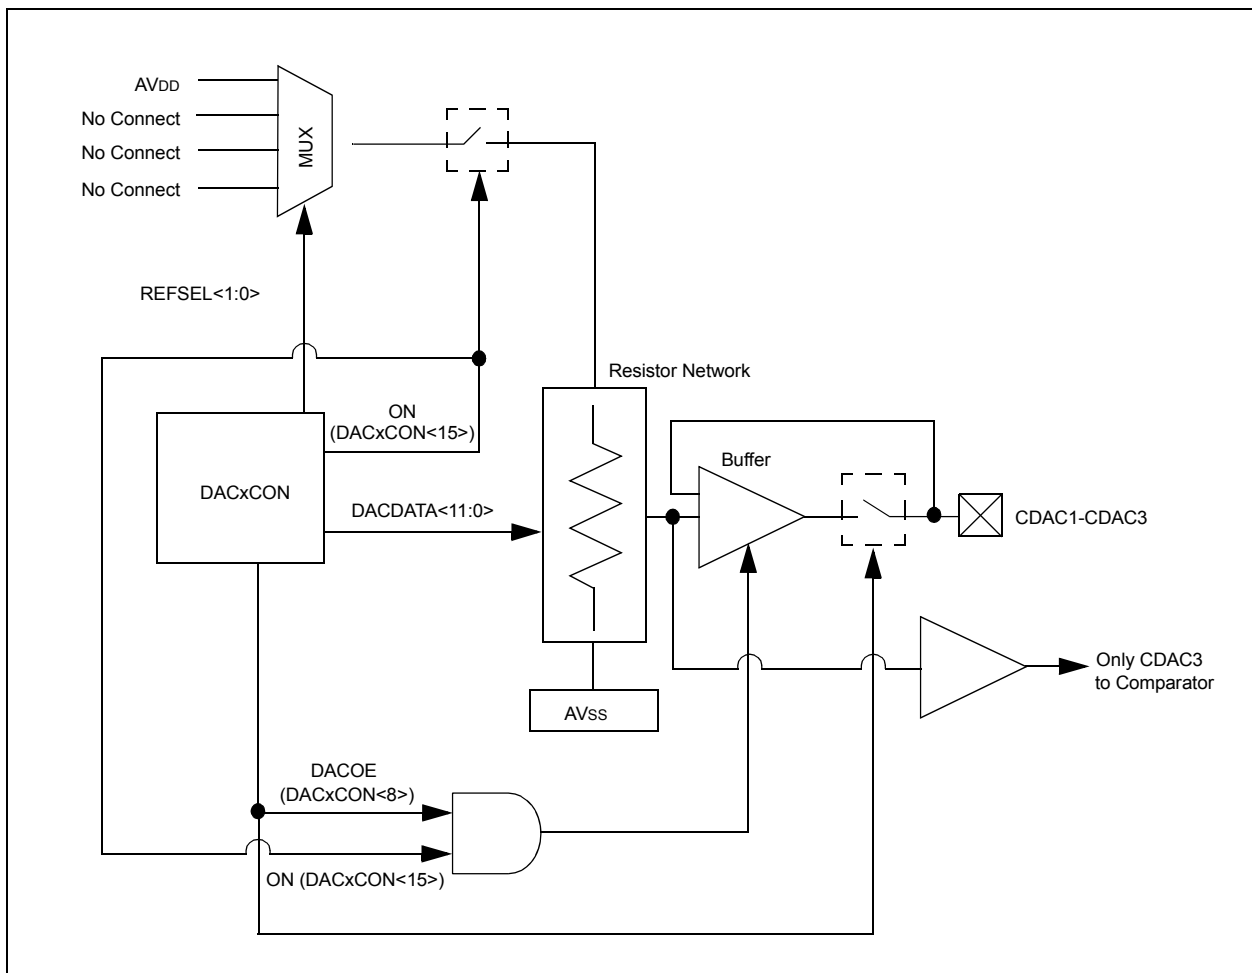 AVDD
No Connect
No Connect
No Connect
MUX
REFSEL<1:0>
Resistor Network
ON
(DACxCON<15>)
DACxCON
DACDATA<11:0>
Buffer
CDAC1-CDAC3
Only CDAC3
to Comparator
AVSS
DACOE
(DACxCON<8>)
ON (DACxCON<15>)